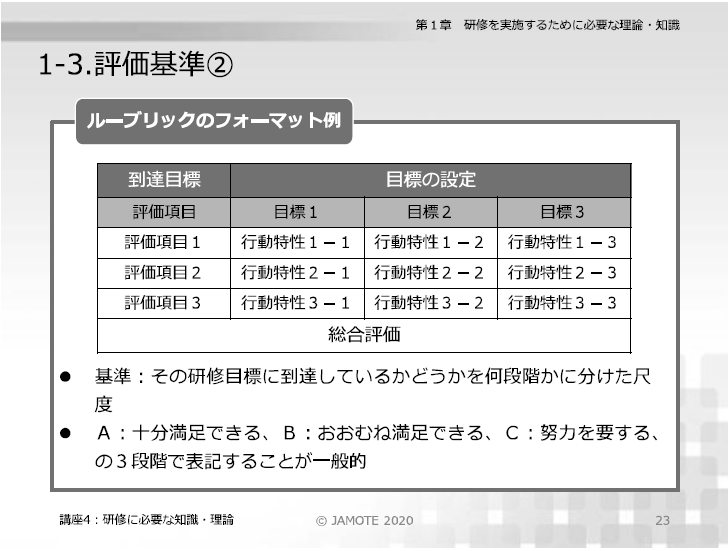 第1章　研修を実施するために必要な理論・知識
1-3.評価基準②
ルーブリックのフォーマット例
到達目標　目標の設定
評価項目　目標１　目標２　目標３
評価項目１　行動特性１－１　行動特性１－２　行動特性１－３
評価項目２　行動特性２－１　行動特性２－２　行動特性２－３
評価項目３　行動特性３－１　行動特性３－２　行動特性３－３
総合評価
● 基準：その研修目標に到達しているかどうかを何段階かに分けた尺
度
● Ａ：十分満足できる、Ｂ：おおむね満足できる、Ｃ：努力を要する、
の３段階で表記することが一般的
講座4：研修に必要な知識・理論　© JAMOTE 2020　23